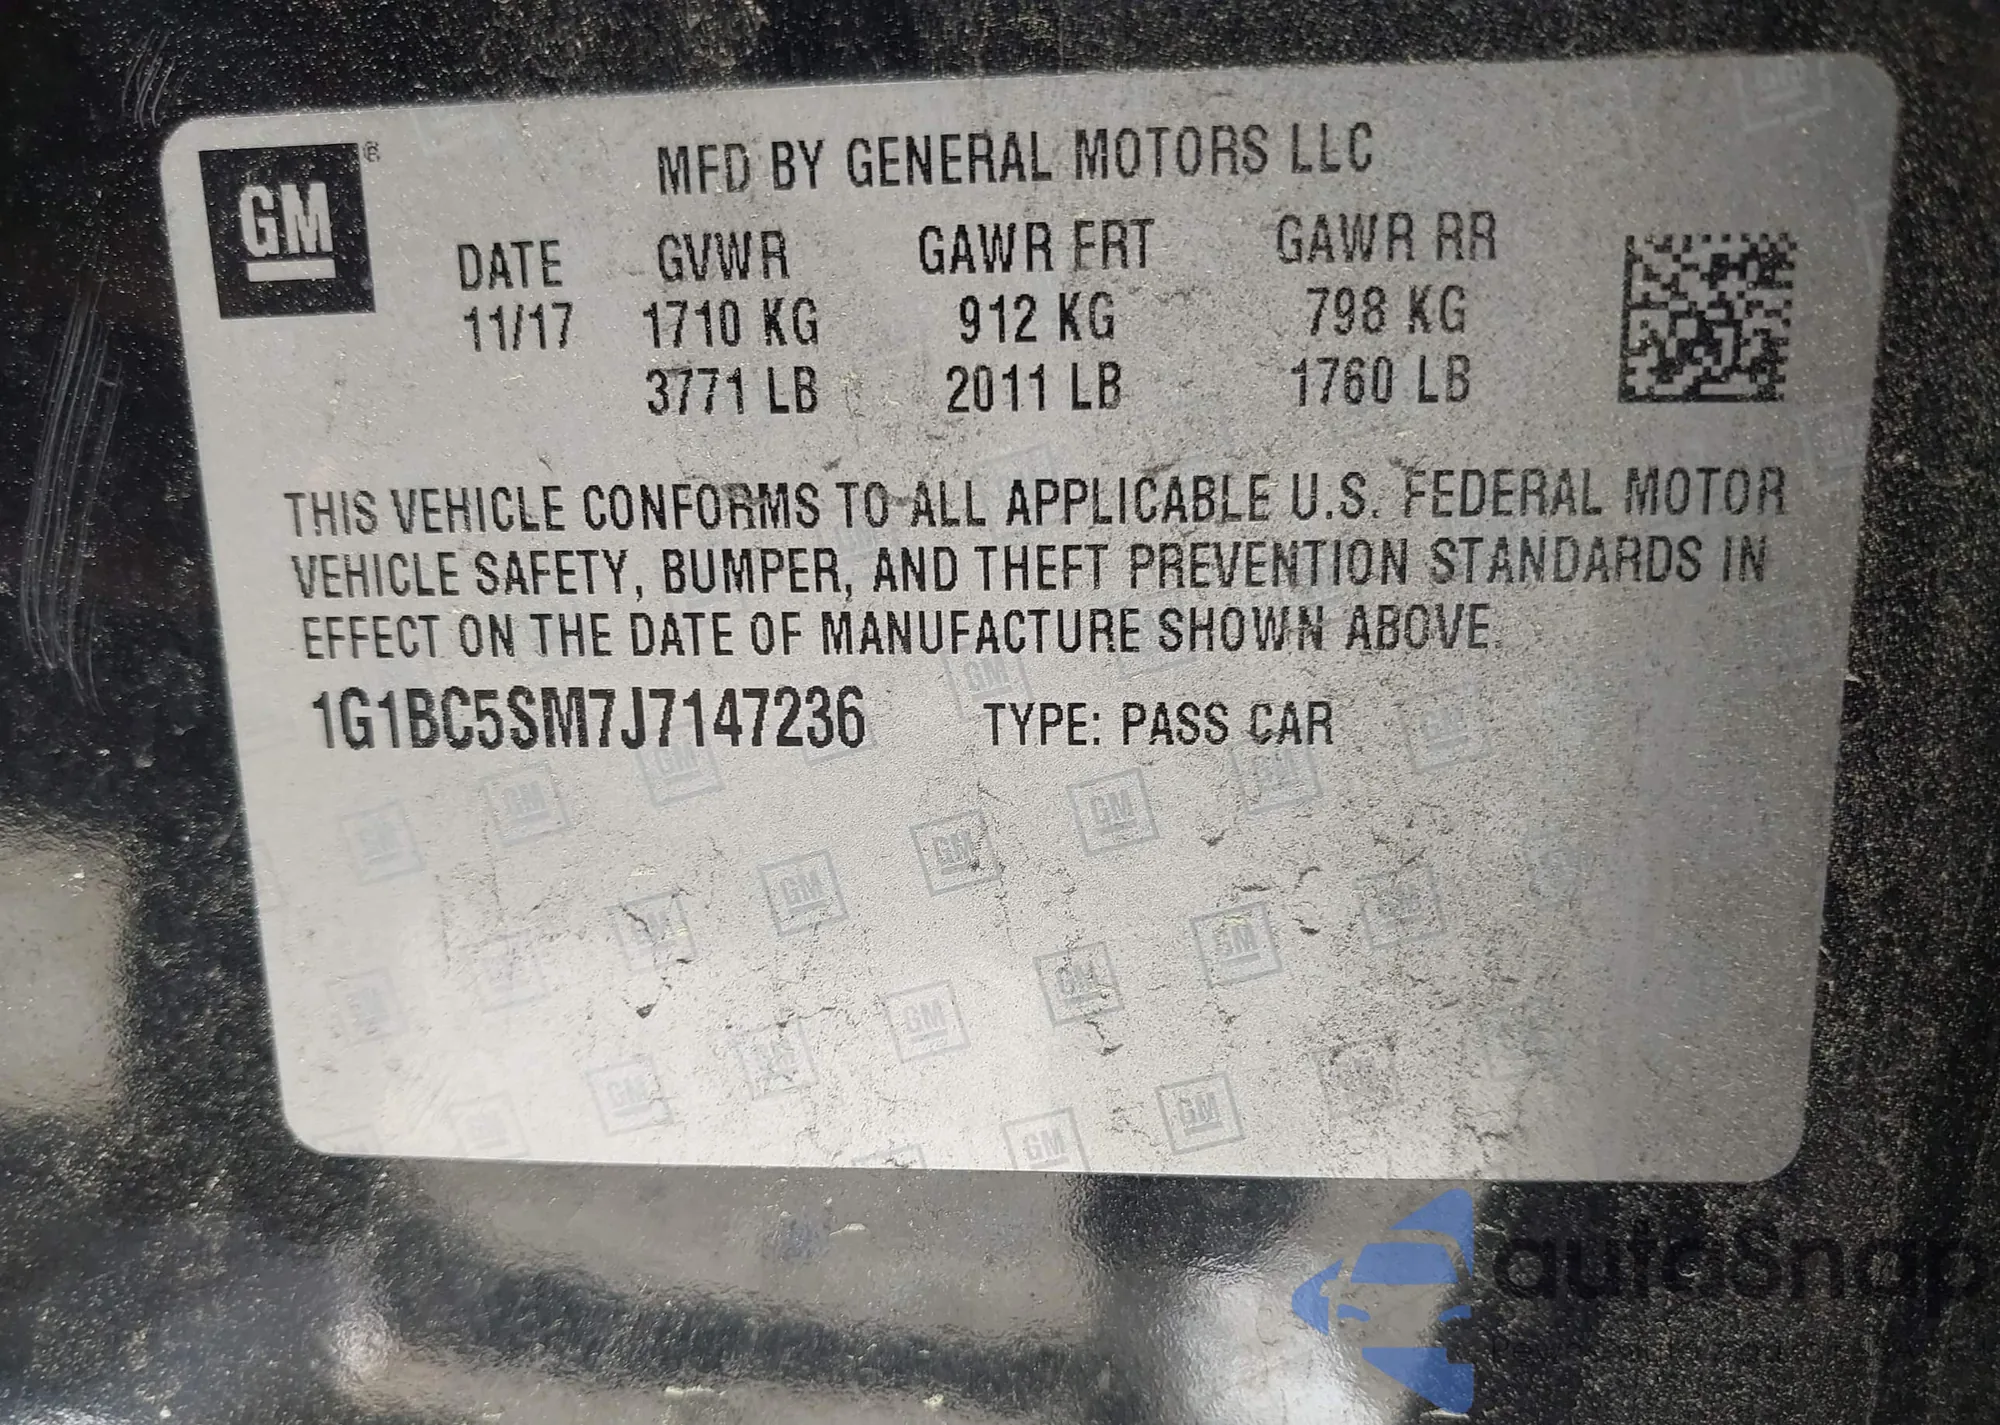 GM ®
MFD BY GENERAL MOTORS LLC
DATE GVWR GAWR FRT GAWR RR
11/17 1710 KG 912 KG 798 KG
3771 LB 2011 LB 1760 LB
THIS VEHICLE CONFORMS TO ALL APPLICABLE U.S. FEDERAL MOTOR
VEHICLE SAFETY, BUMPER, AND THEFT PREVENTION STANDARDS IN
EFFECT ON THE DATE OF MANUFACTURE SHOWN ABOVE.
1G1BC5SM7J7147236 TYPE: PASS CAR
autoSnap